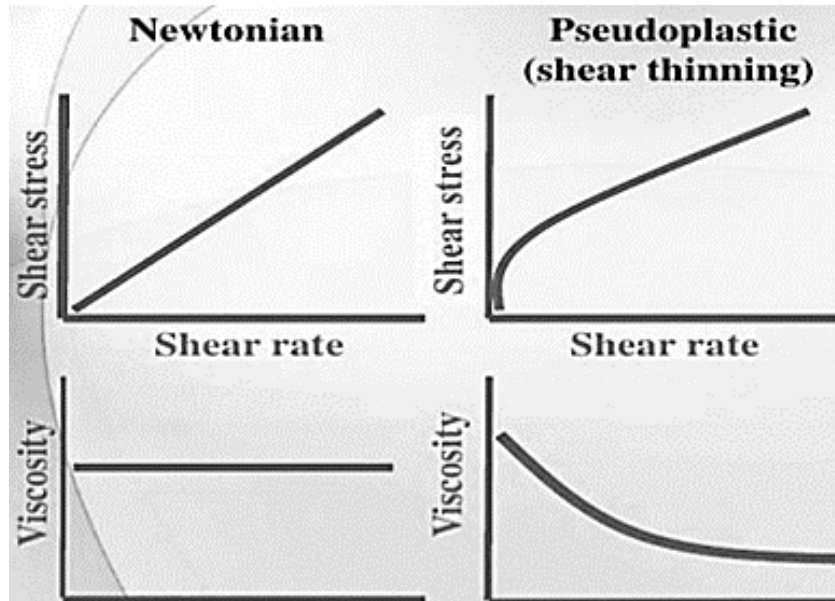 Newtonian
Pseudoplastic
(shear thinning)
Shear stress
Shear stress
Shear rate
Shear rate
Viscosity
Viscosity